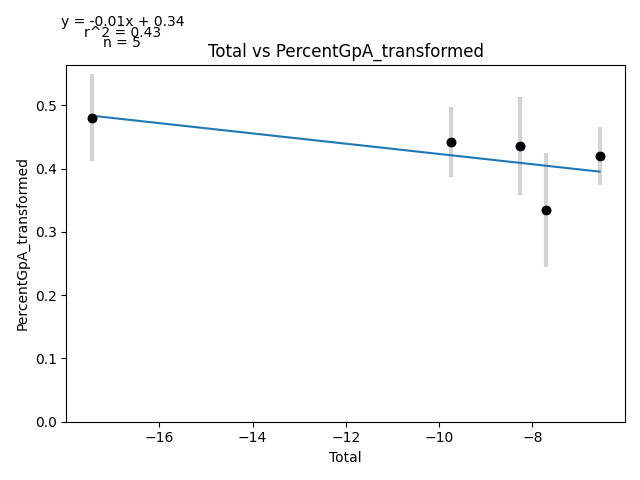 y = -0.01x + 0.34
r^2 = 0.43
n = 5
Total vs PercentGpA_transformed
PercentGpA_transformed
0.5
0.4
0.3
0.2
0.1
0.0
−16
−14
−12
−10
−8
Total